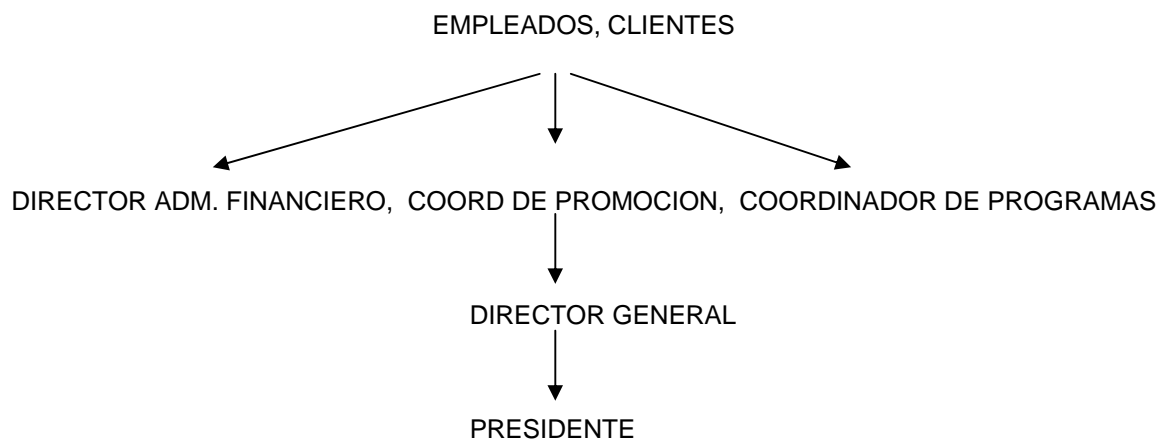 EMPLEADOS, CLIENTES
DIRECTOR ADM. FINANCIERO, COORD DE PROMOCION, COORDINADOR DE PROGRAMAS
DIRECTOR GENERAL
PRESIDENTE